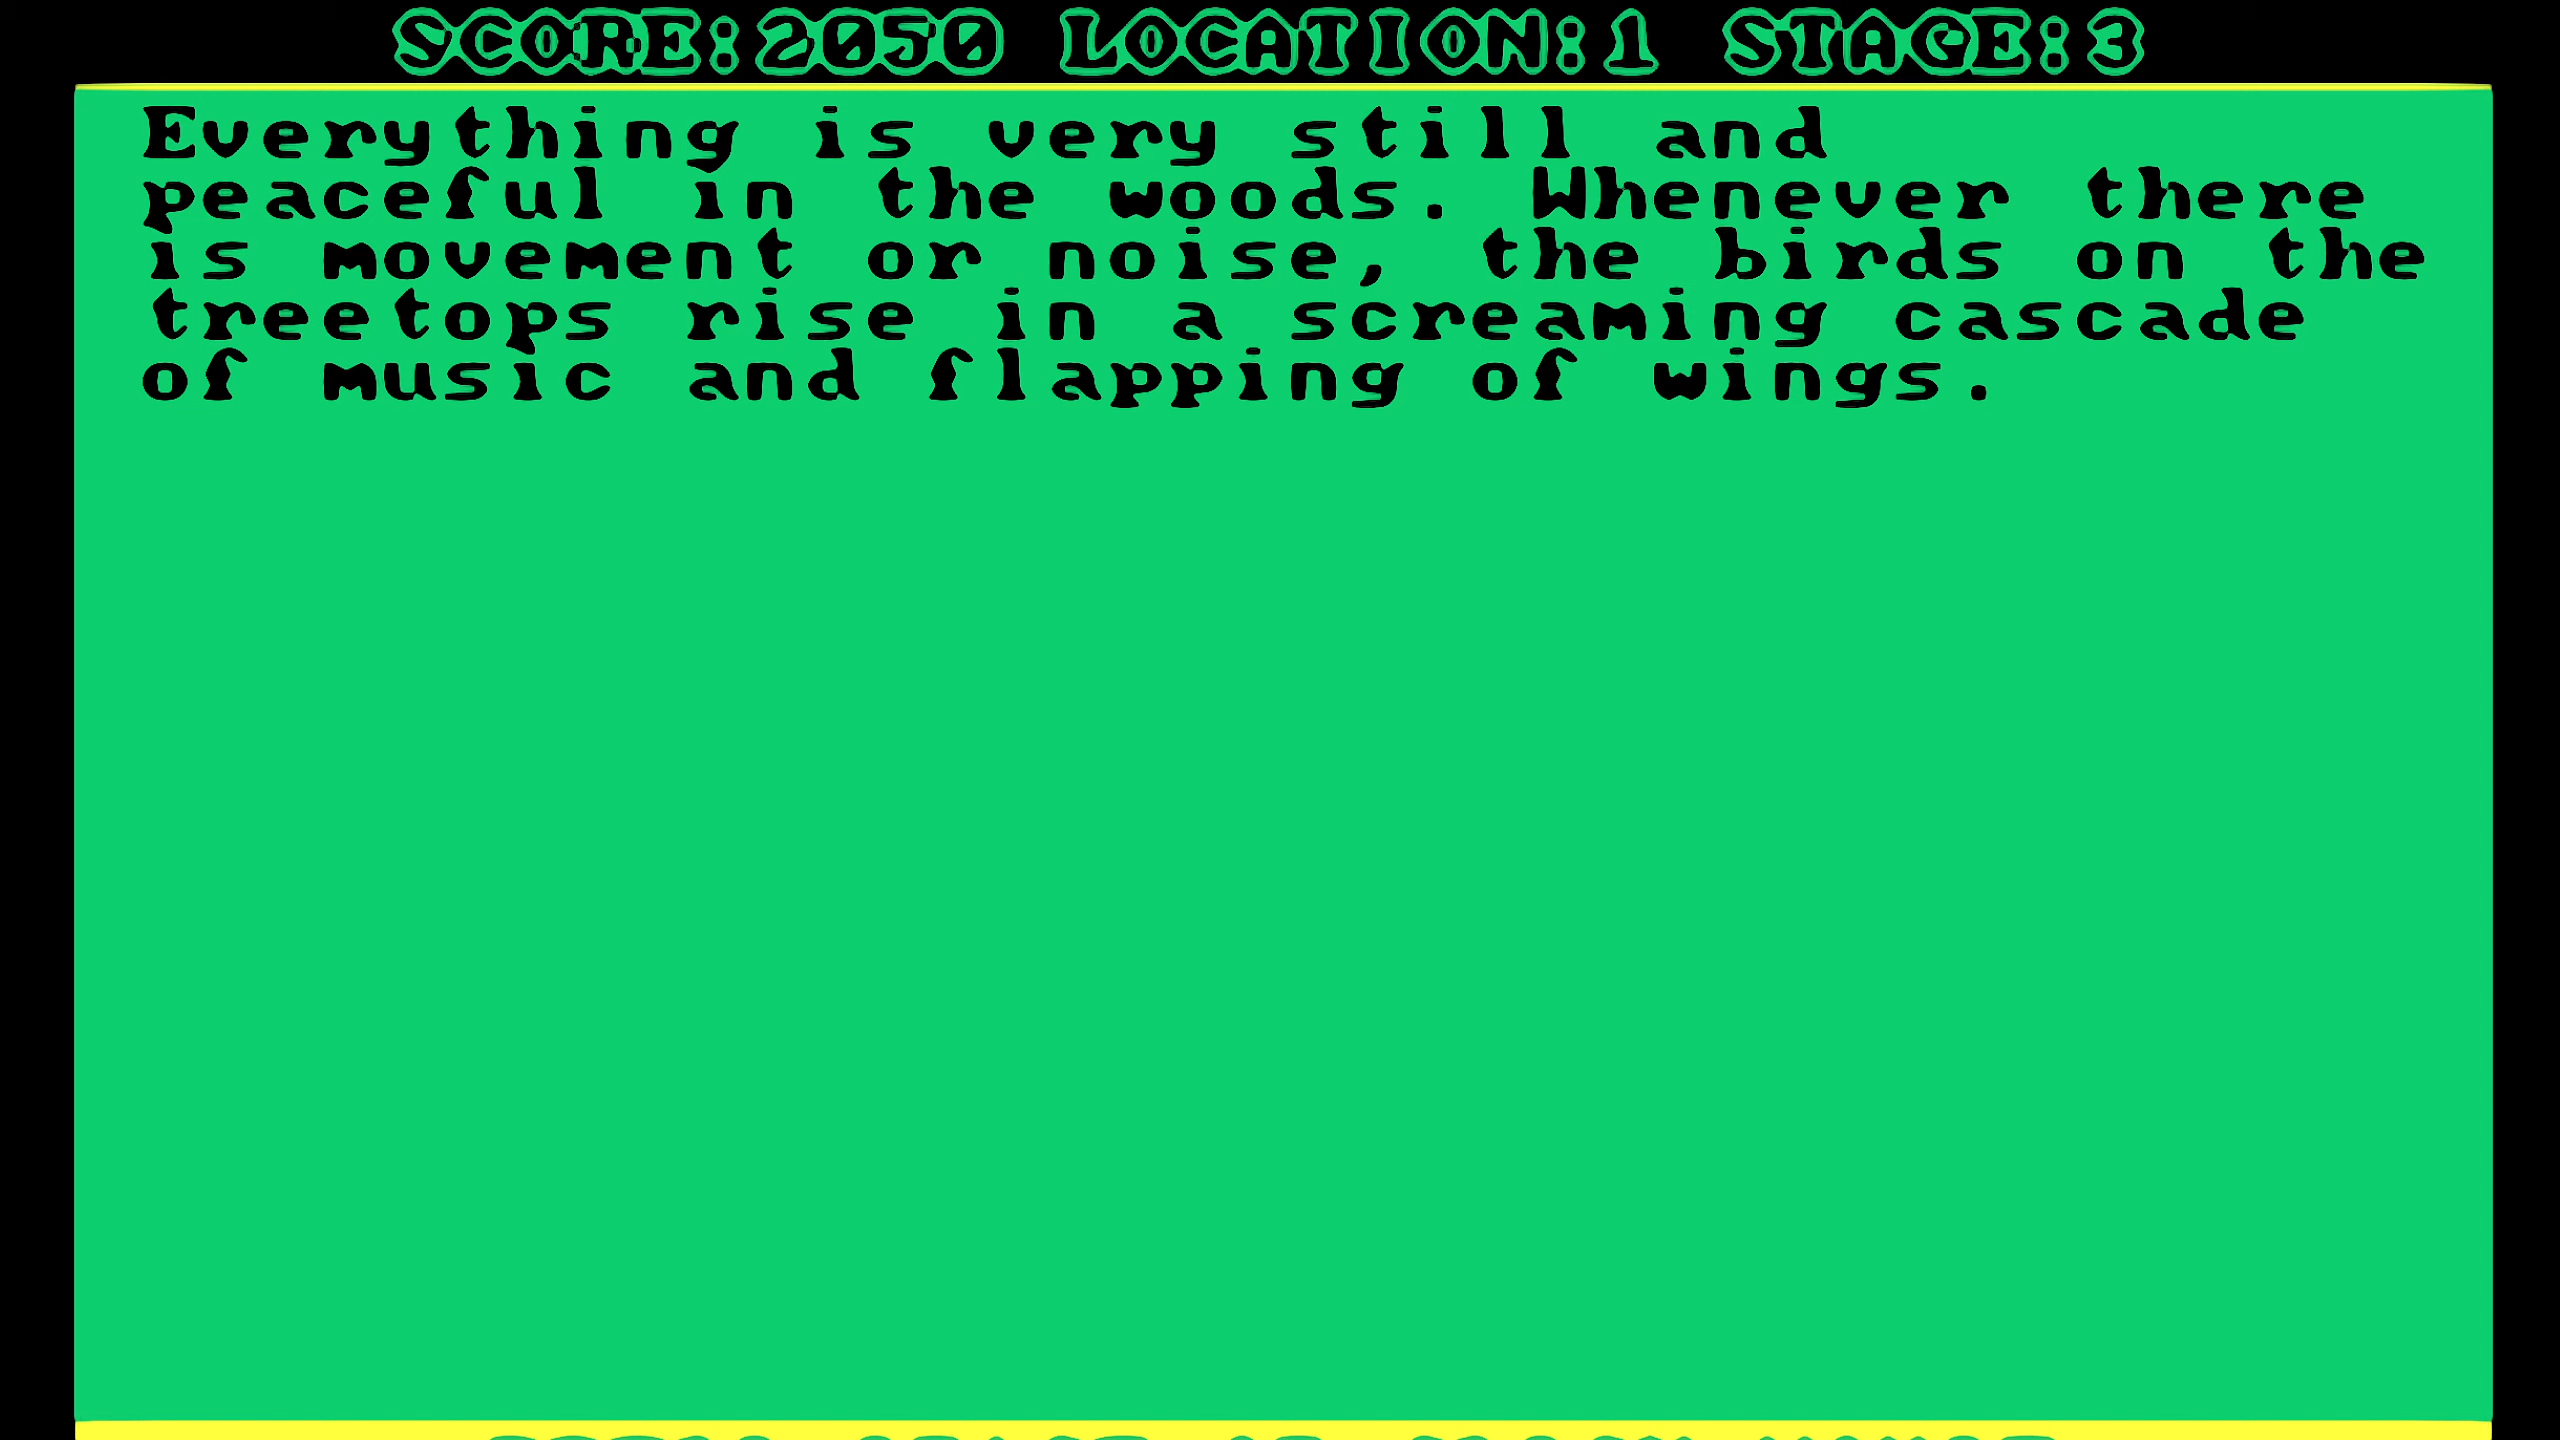 SCORE:2050 LOCATION:1 STAGE:3
Everything is very still and
peaceful in the woods. Whenever there
is movement or noise, the birds on the
treetops rise in a screaming cascade
of music and flapping of wings.